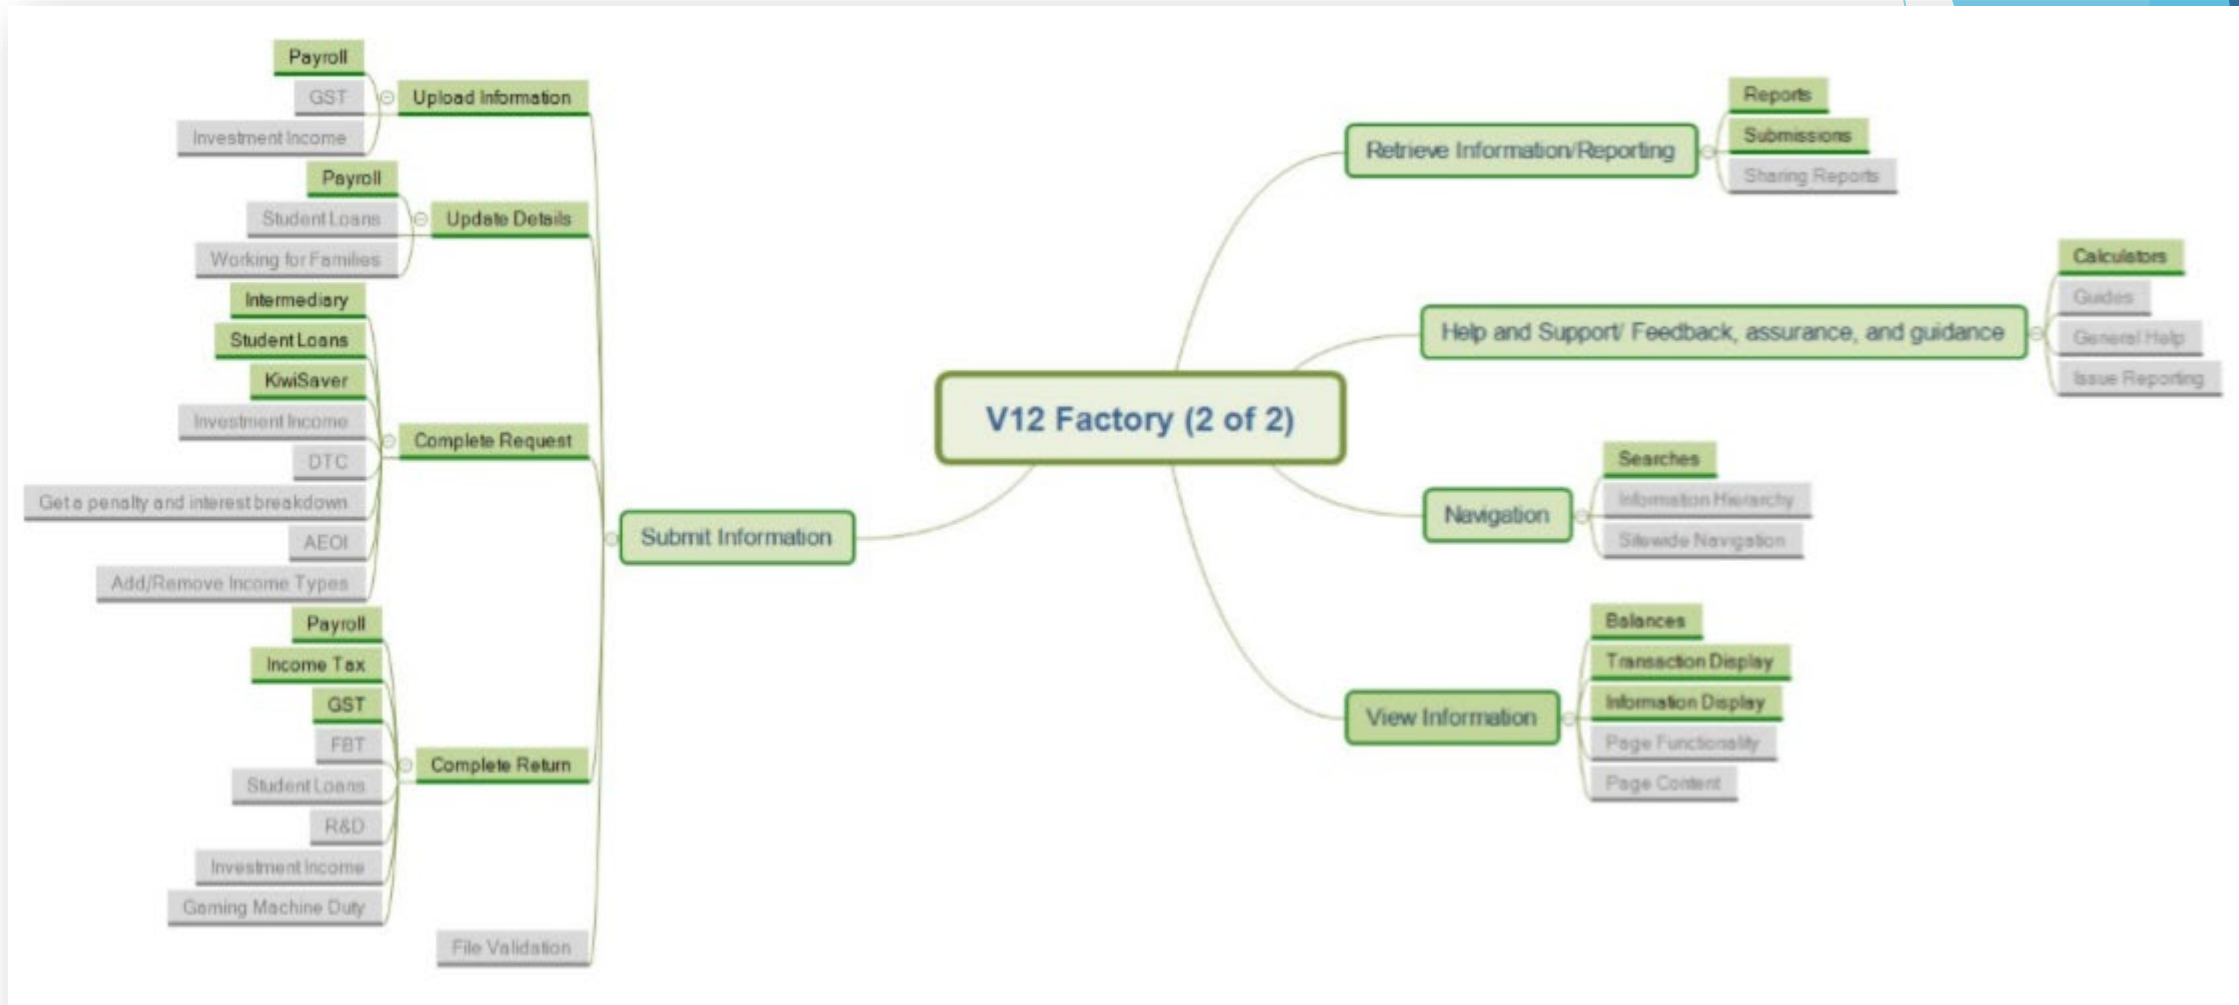 Payroll
GST
Investment Income
Upload Information
Payroll
Student Loans
Working for Families
Update Details
Intermediary
Student Loans
KiwiSaver
Investment Income
DTC
Get a penalty and interest breakdown
AEOI
Add/Remove Income Types
Complete Request
Payroll
Income Tax
GST
FBT
Student Loans
R&D
Investment Income
Gaming Machine Duty
Complete Return
File Validation
Submit Information
V12 Factory (2 of 2)
Retrieve Information/Reporting
Reports
Submissions
Sharing Reports
Help and Support/ Feedback, assurance, and guidance
Calculators
Guides
General Help
Issue Reporting
Navigation
Searches
Information Hierarchy
Sitewide Navigation
View Information
Balances
Transaction Display
Information Display
Page Functionality
Page Content